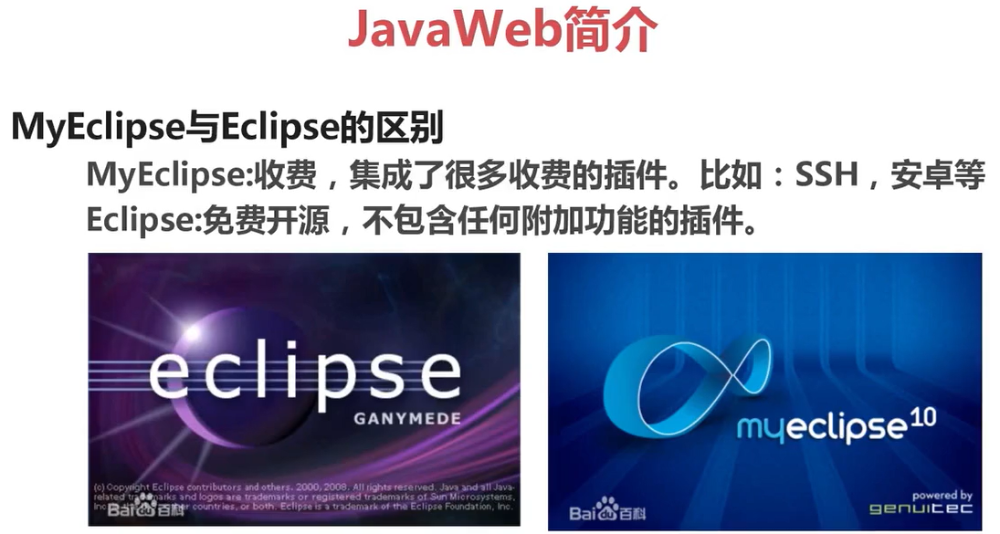 JavaWeb简介
MyEclipse与Eclipse的区别
MyEclipse:收费，集成了很多收费的插件。比如：SSH，安卓等
Eclipse:免费开源，不包含任何附加功能的插件。
eclipse
GANYMEDE
(c) Copyright Eclipse contributors and others. 2000, 2008. All rights reserved. Java and all Java-
related trademarks and logos are trademarks or registered trademarks of Sun Microsystems,
Inc. other countries, or both. Eclipse is a trademark of the Eclipse Foundation, Inc.
Baidu百科
myeclipse10
powered by
genuitec
Baidu百科